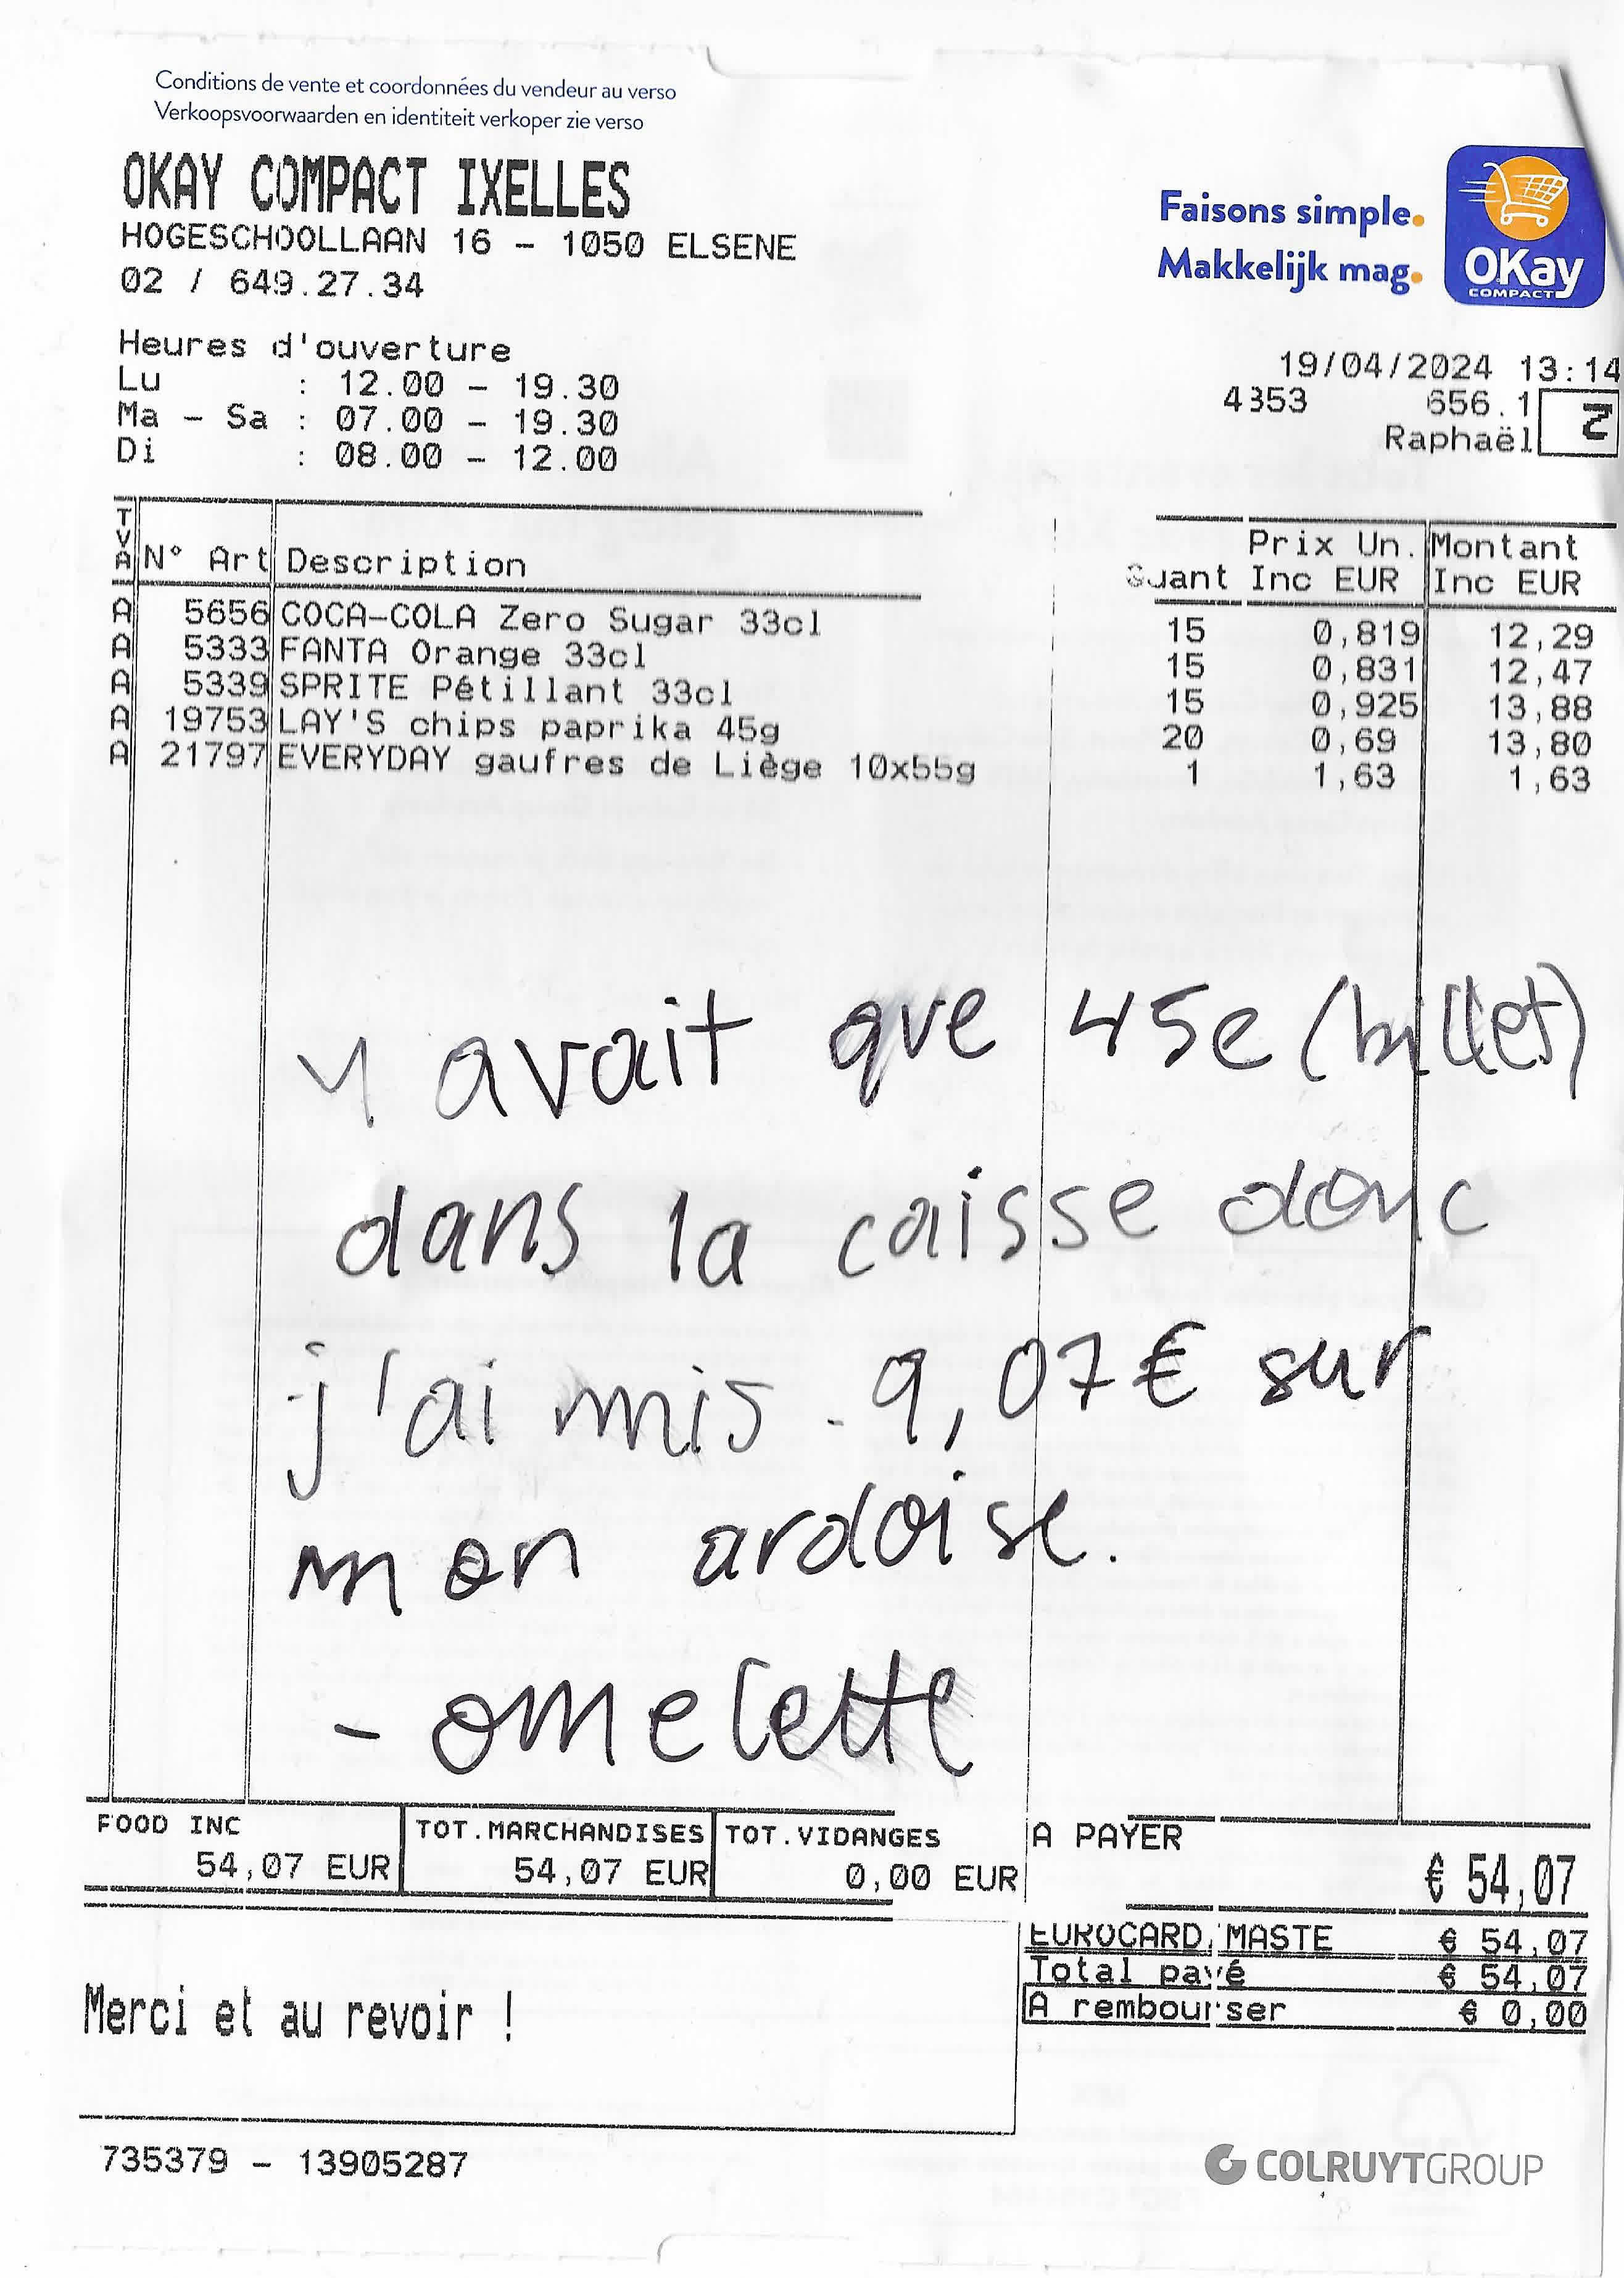 Conditions de vente et coordonnées du vendeur au verso
Verkoopsvoorwaarden en identiteit verkoper zie verso
OKAY COMPACT IXELLES
HOGESCHOOLLAAN 16 - 1050 ELSENE
02 / 649.27.34
Faisons simple.
Makkelijk mag.
OKay
COMPACT
Heures d'ouverture
Lu : 12.00 - 19.30
Ma - Sa : 07.00 - 19.30
Di : 08.00 - 12.00
19/04/2024 13:14
4353 656.1
Raphaël
TVA N° Art Description Quant Prix Un. Inc EUR Montant Inc EUR
A 5656 COCA-COLA Zero Sugar 33cl 15 0,819 12,29
A 5333 FANTA Orange 33cl 15 0,831 12,47
A 5339 SPRITE Pétillant 33cl 15 0,925 13,88
A 19753 LAY'S chips paprika 45g 20 0,69 13,80
A 21797 EVERYDAY gaufres de Liège 10x55g 1 1,63 1,63
y avait que 45e (billet)
dans la caisse donc
j'ai mis -9,07€ sur
mon ardoise.
- omelette
FOOD INC TOT.MARCHANDISES TOT.VIDANGES A PAYER
54,07 EUR 54,07 EUR 0,00 EUR € 54,07
EUROCARD, MASTE € 54,07
Total payé € 54,07
A rembourser € 0,00
Merci et au revoir !
735379 - 13905287
COLRUYTGROUP